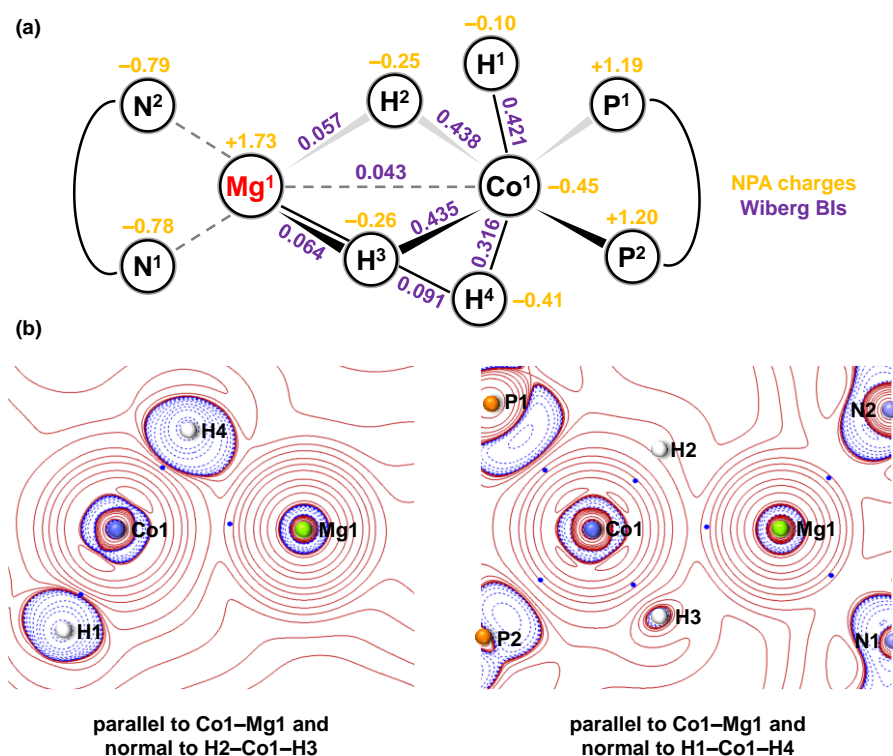 (a)
−0.10
−0.79
−0.25
H¹
+1.19
N²
H²
P¹
0.421
+1.73
0.057
0.438
Mg¹
0.043
Co¹
−0.45
NPA charges
Wiberg BIs
−0.78
−0.26
0.435
0.316
+1.20
N¹
0.064
H³
P²
0.091
H⁴
−0.41
(b)
H4
Co1
Mg1
H1
P1
N2
H2
Co1
Mg1
H3
P2
N1
parallel to Co1–Mg1 and
normal to H2–Co1–H3
parallel to Co1–Mg1 and
normal to H1–Co1–H4